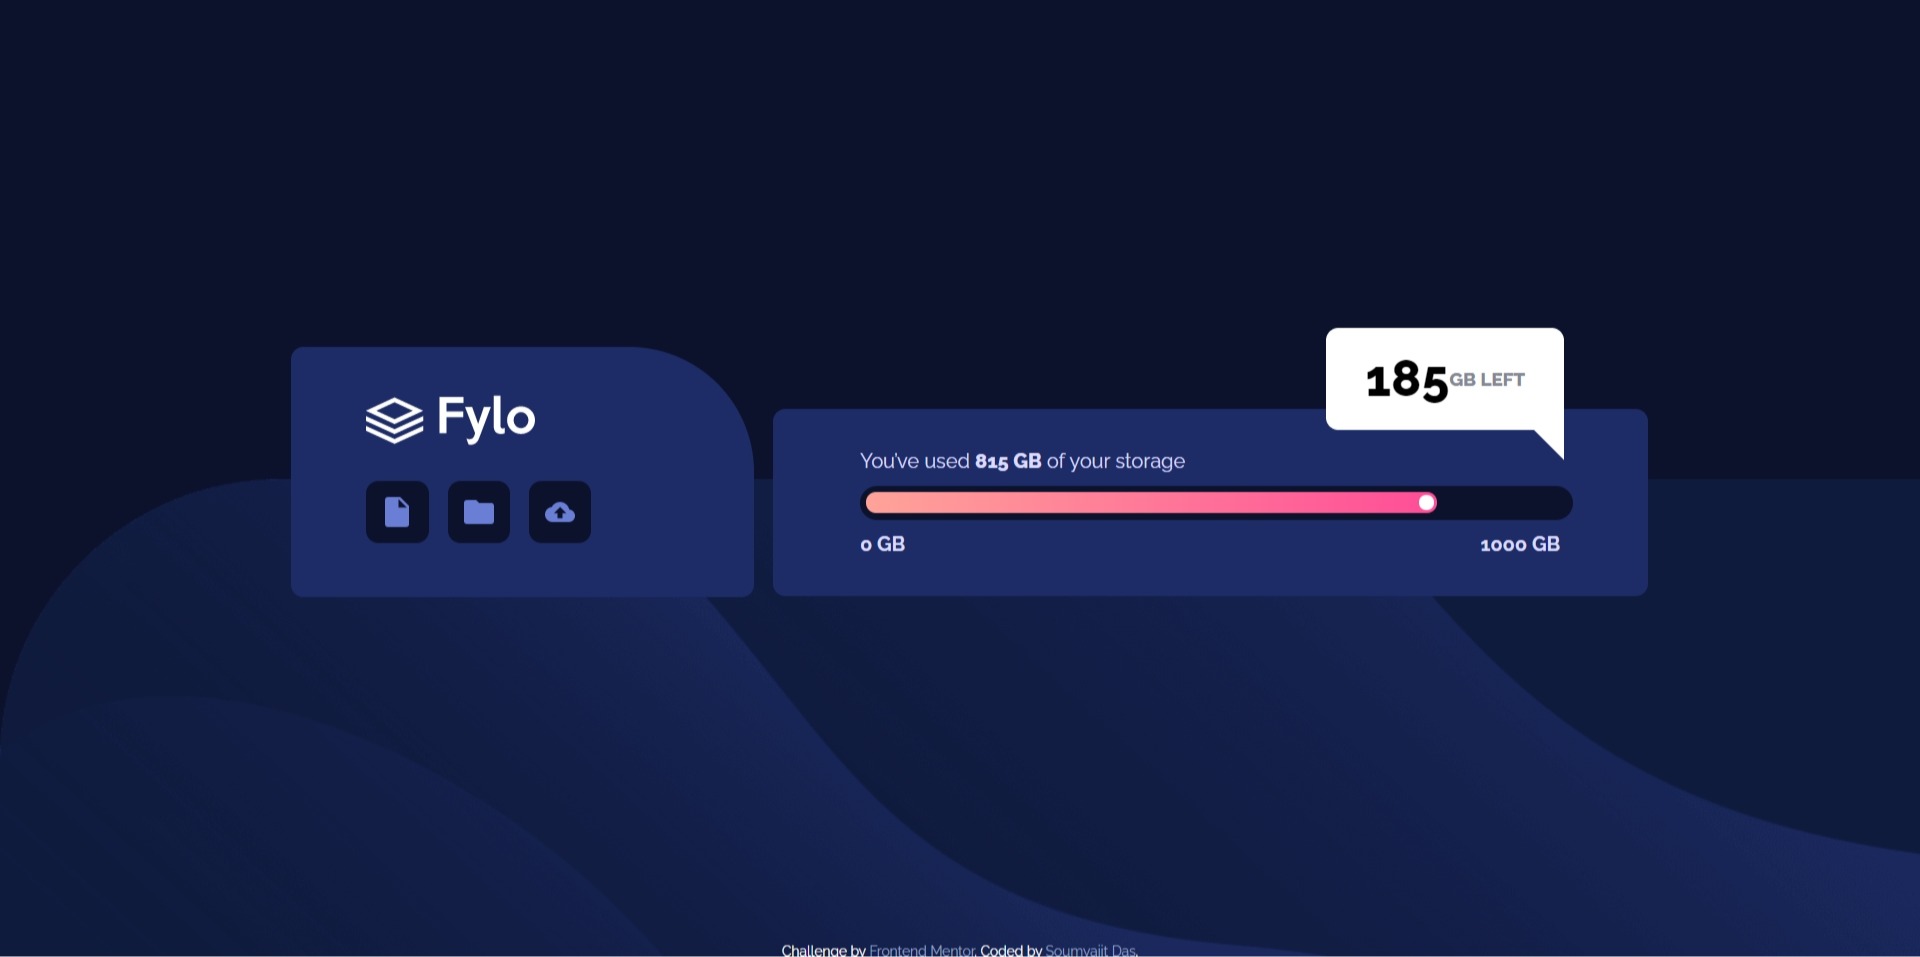 Fylo
185 GB LEFT
You've used 815 GB of your storage
0 GB
1000 GB
Challenge by Frontend Mentor. Coded by Soumyajit Das.